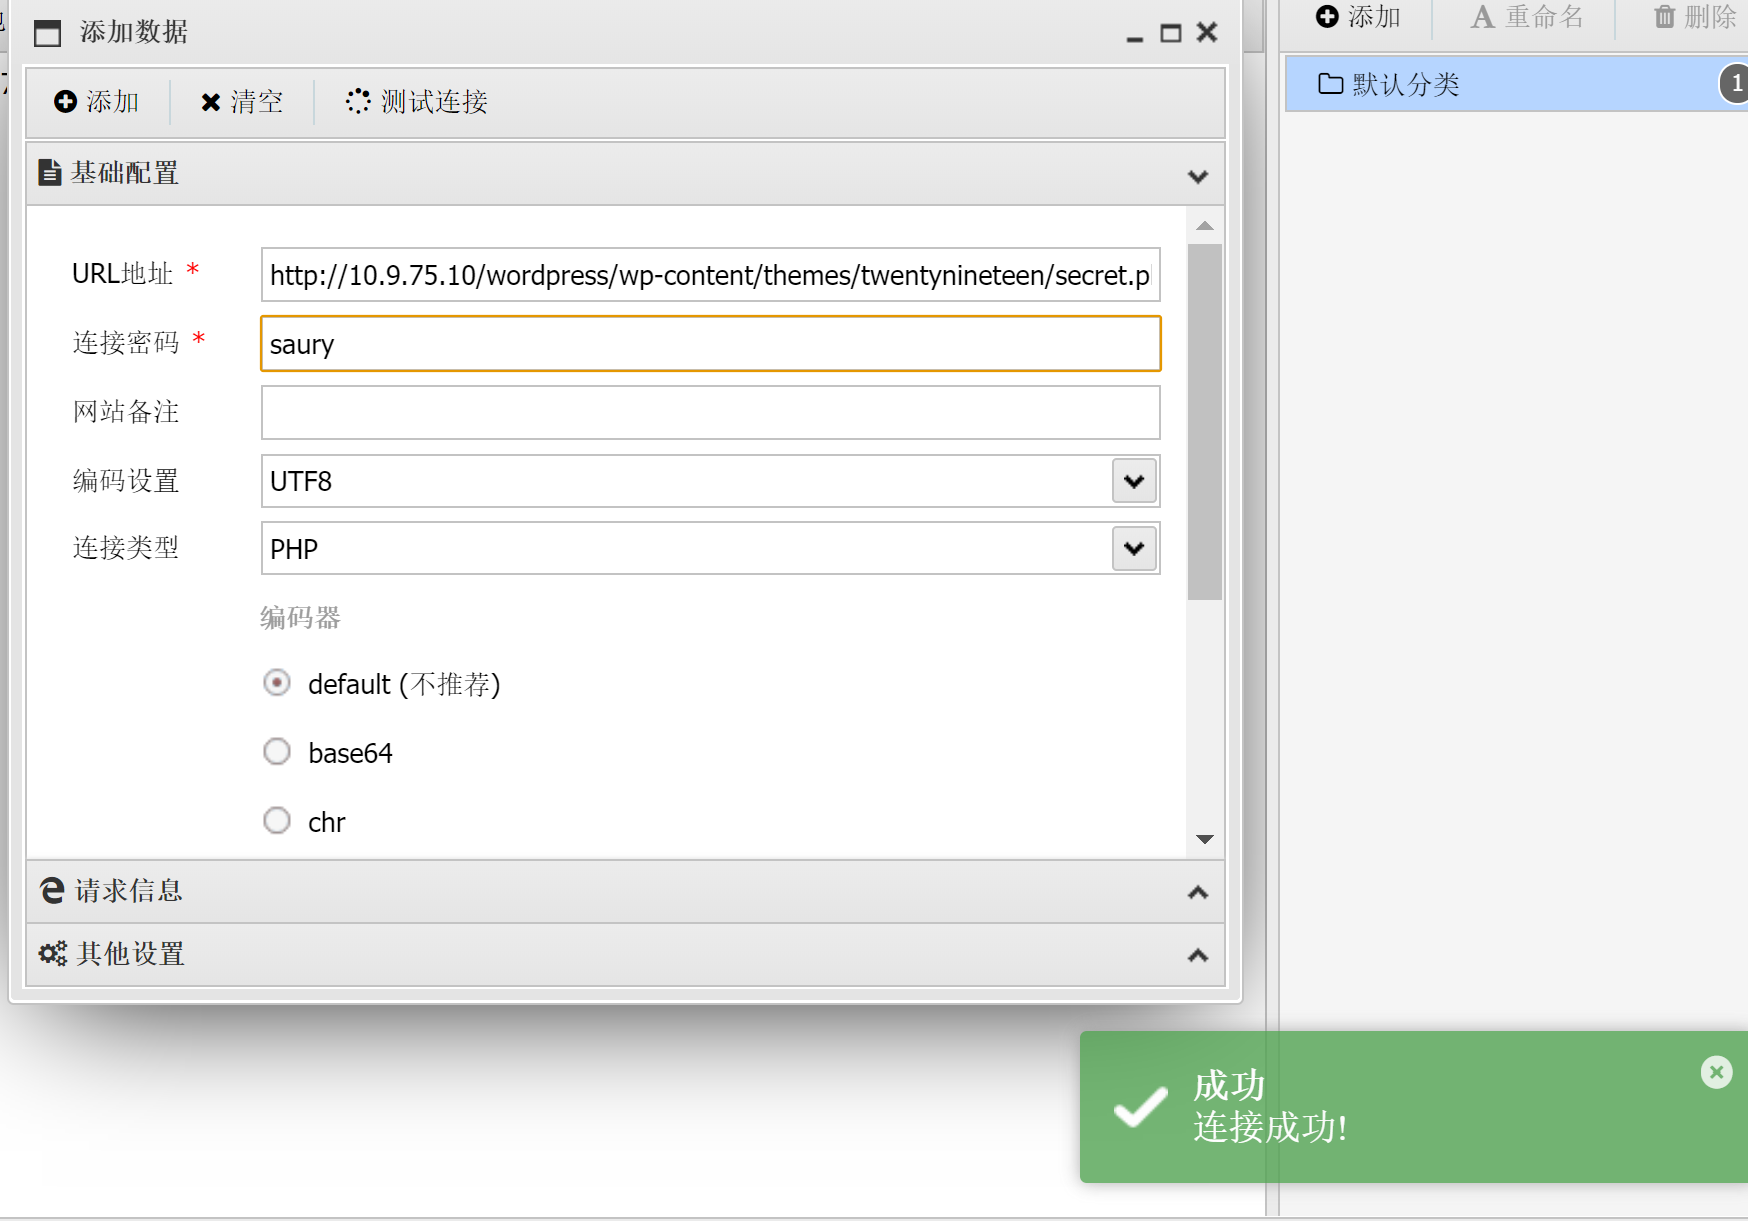 添加数据
添加 清空 测试连接
基础配置
URL地址 * http://10.9.75.10/wordpress/wp-content/themes/twentynineteen/secret.p
连接密码 * saury
网站备注
编码设置 UTF8
连接类型 PHP
编码器
default (不推荐)
base64
chr
请求信息
其他设置
添加 重命名 删除
默认分类 1
成功
连接成功!